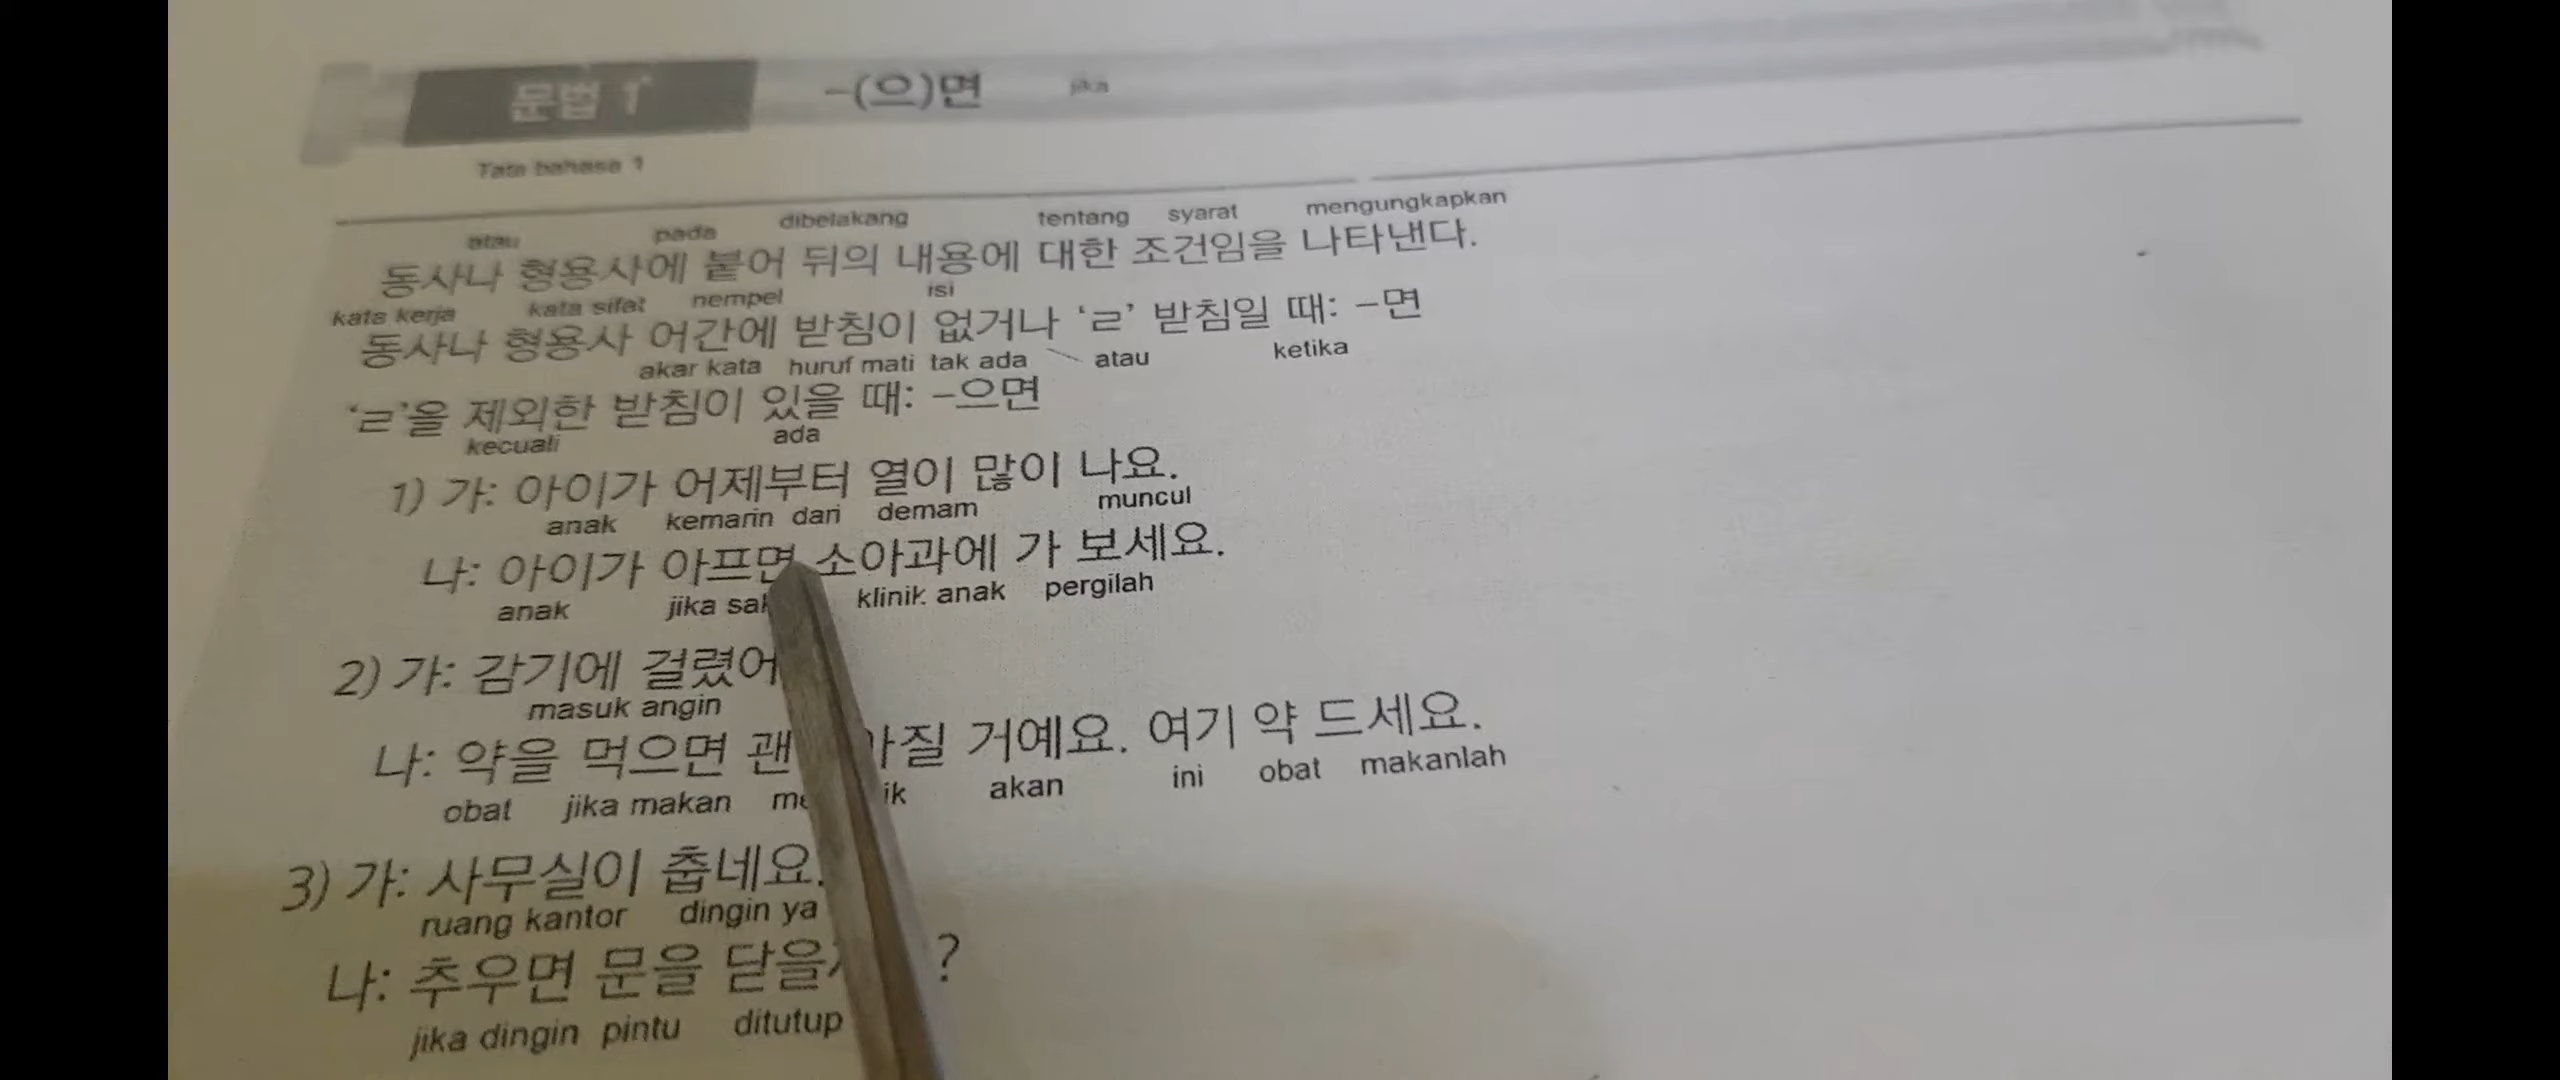 문법 1 -(으)면 jika
Tata bahasa 1
atau pada dibelakang tentang syarat mengungkapkan
동사나 형용사에 붙어 뒤의 내용에 대한 조건임을 나타낸다.
kata kerja kata sifat nempel isi
동사나 형용사 어간에 받침이 없거나 ‘ㄹ’ 받침일 때: -면
akar kata huruf mati tak ada atau ketika
‘ㄹ’을 제외한 받침이 있을 때: -으면
kecuali ada
1) 가: 아이가 어제부터 열이 많이 나요.
anak kemarin dari demam muncul
나: 아이가 아프면 소아과에 가 보세요.
anak jika klinik anak pergilah
2) 가: 감기에
masuk angin
나: 약을 먹으면 거예요. 여기 약 드세요.
obat jika makan akan ini obat makanlah
3) 가: 사무실이 춥네요.
ruang kantor dingin ya
나: 추우면 문을 ?
jika dingin pintu ditutup